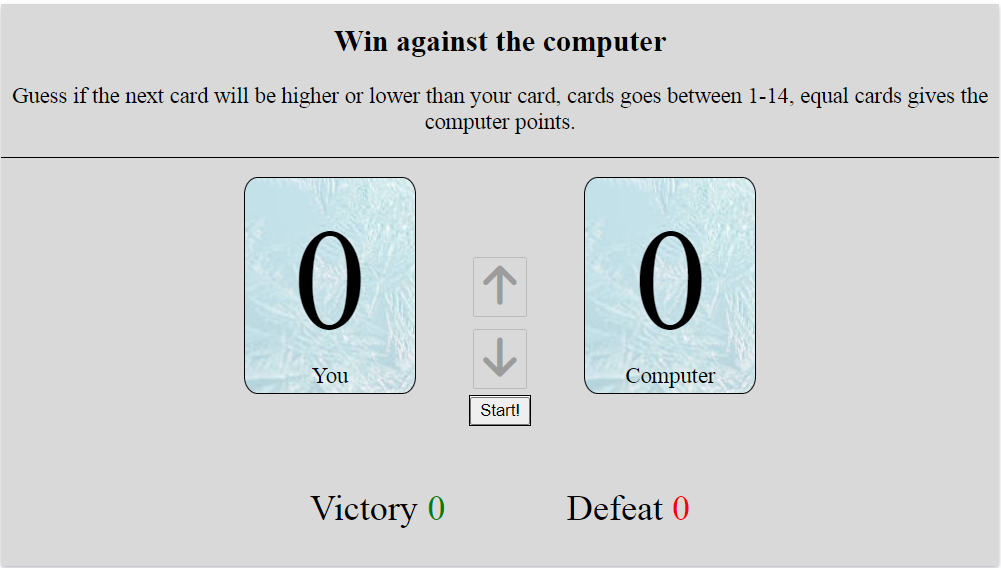 Win against the computer
Guess if the next card will be higher or lower than your card, cards goes between 1-14, equal cards gives the
computer points.
0
You
0
Computer
Start!
Victory 0
Defeat 0